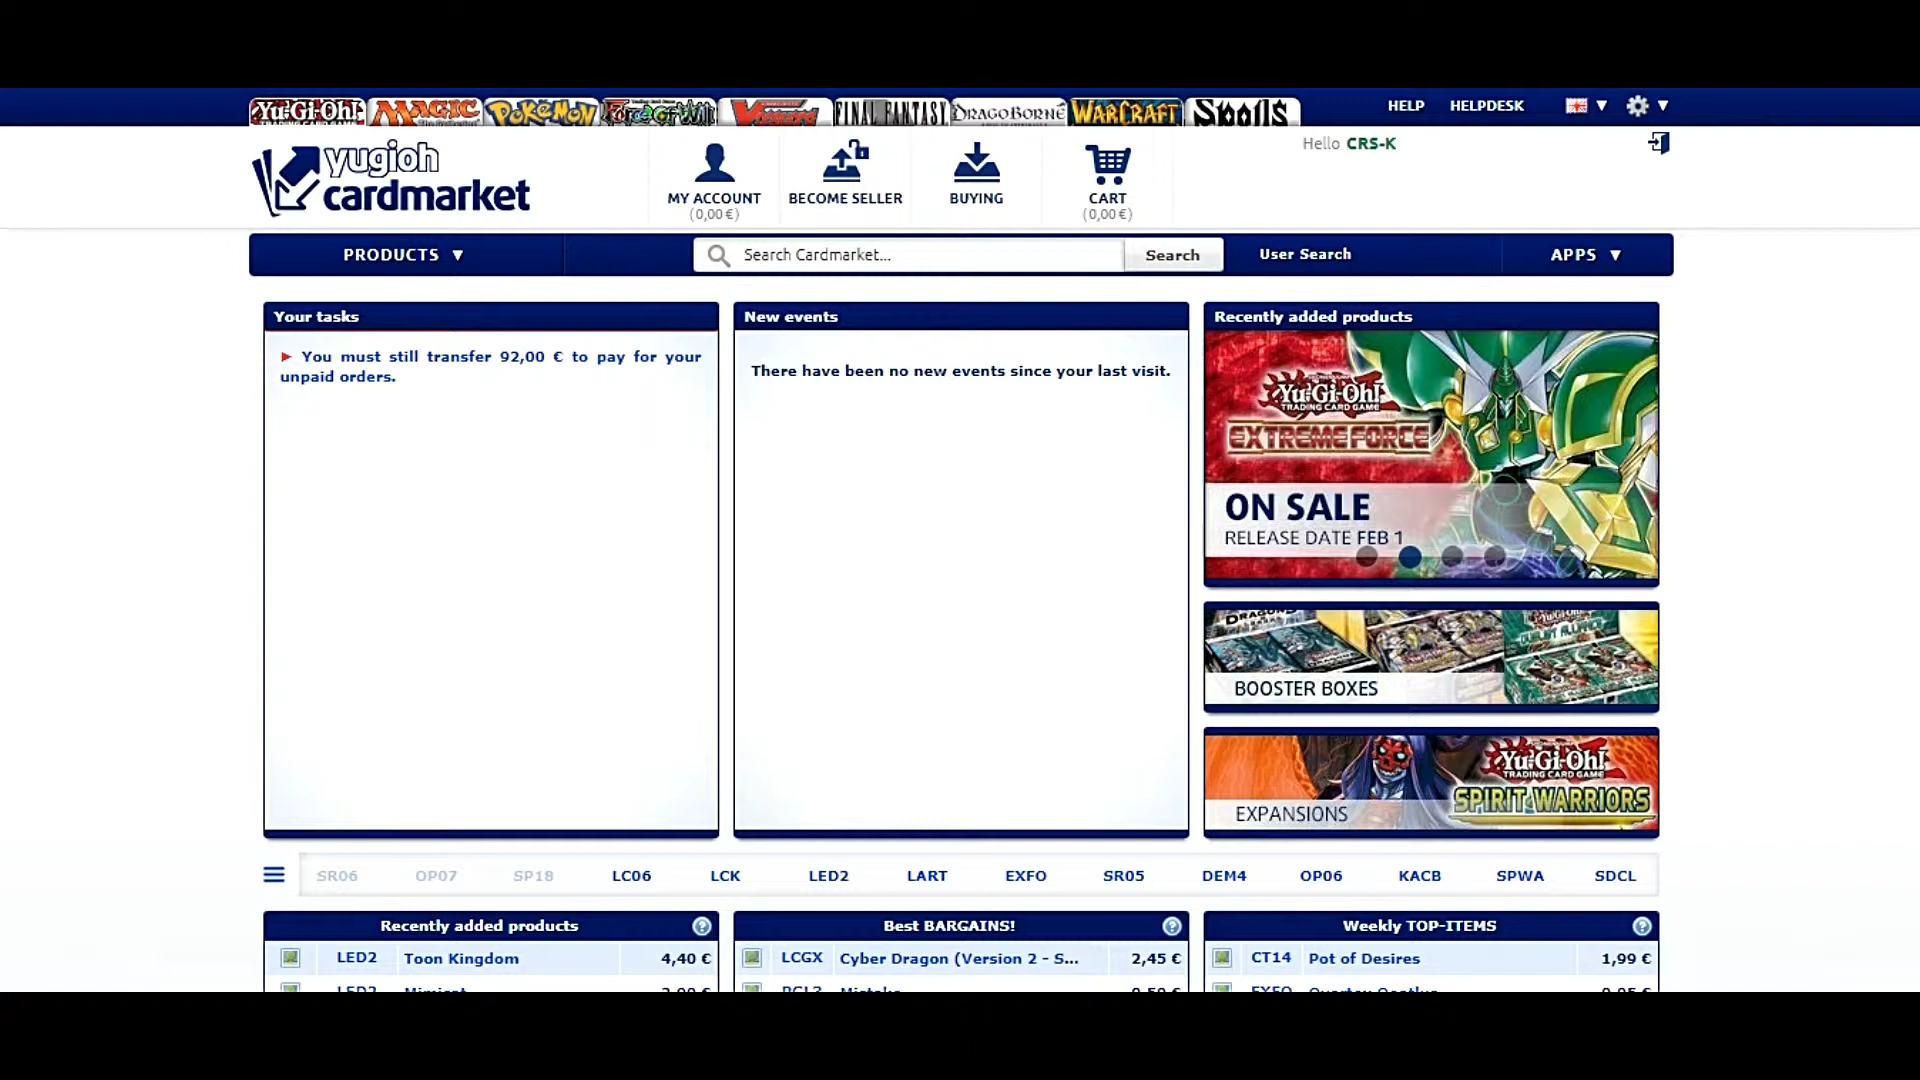 Yu-Gi-Oh! MAGIC POKÉMON Force of Will VANGUARD FINAL FANTASY DRAGOBORNE WARCRAFT Spoils
HELP HELPDESK
Hello CRS-K
yugioh
cardmarket
MY ACCOUNT
(0,00 €)
BECOME SELLER
BUYING
CART
(0,00 €)
PRODUCTS ▼
Search Cardmarket...
Search
User Search
APPS ▼
Your tasks
You must still transfer 92,00 € to pay for your
unpaid orders.
New events
There have been no new events since your last visit.
Recently added products
Yu-Gi-Oh!
TRADING CARD GAME
EXTREME FORCE
ON SALE
RELEASE DATE FEB 1
BOOSTER BOXES
Yu-Gi-Oh!
TRADING CARD GAME
SPIRIT WARRIORS
EXPANSIONS
SR06 OP07 SP18 LC06 LCK LED2 LART EXFO SR05 DEM4 OP06 KACB SPWA SDCL
Recently added products
LED2 Toon Kingdom 4,40 €
Best BARGAINS!
LCGX Cyber Dragon (Version 2 - S... 2,45 €
Weekly TOP-ITEMS
CT14 Pot of Desires 1,99 €